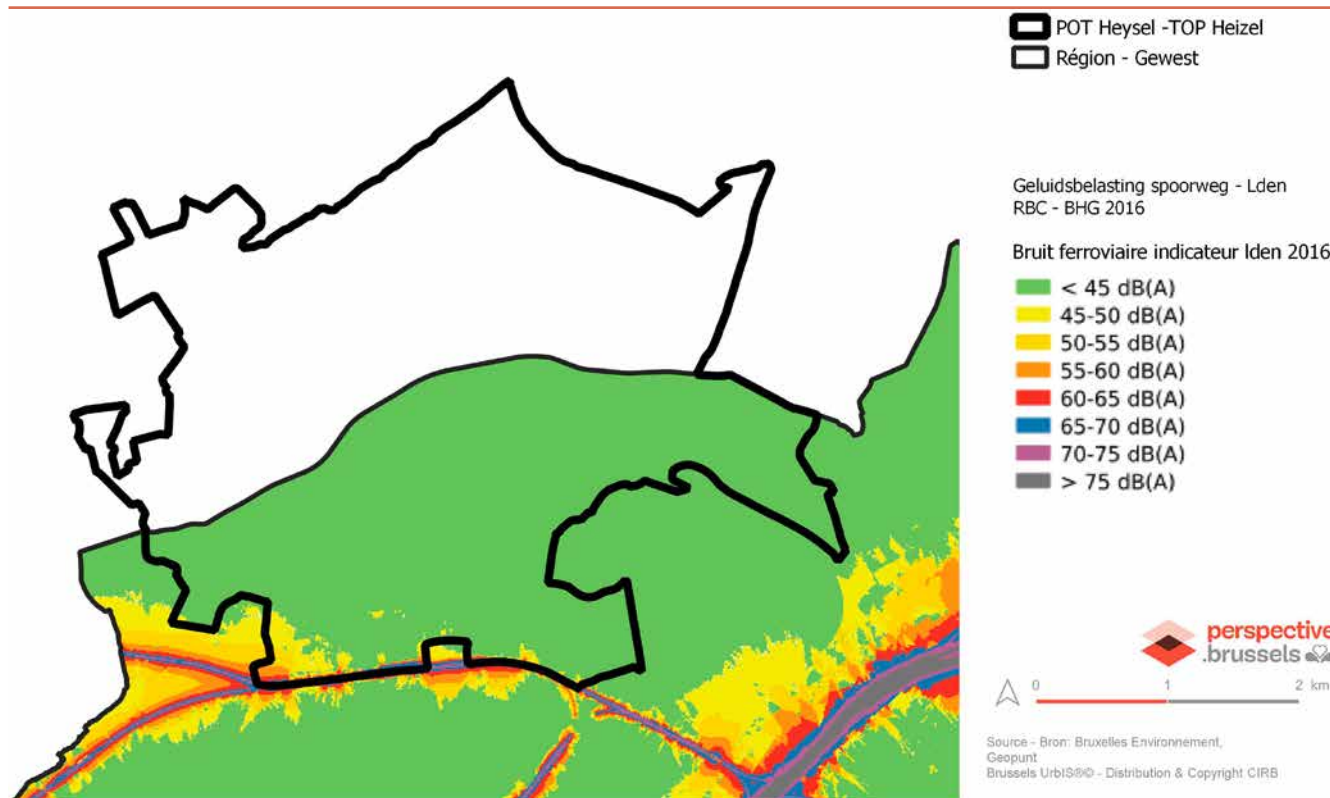 POT Heysel -TOP Heizel
Région - Gewest
Geluidsbelasting spoorweg - Lden
RBC - BHG 2016
Bruit ferroviaire indicateur lden 2016
< 45 dB(A)
45-50 dB(A)
50-55 dB(A)
55-60 dB(A)
60-65 dB(A)
65-70 dB(A)
70-75 dB(A)
> 75 dB(A)
perspective
.brussels
0 1 2 km
Source - Bron: Bruxelles Environnement,
Geopunt
Brussels UrbIS®© - Distribution & Copyright CIRB